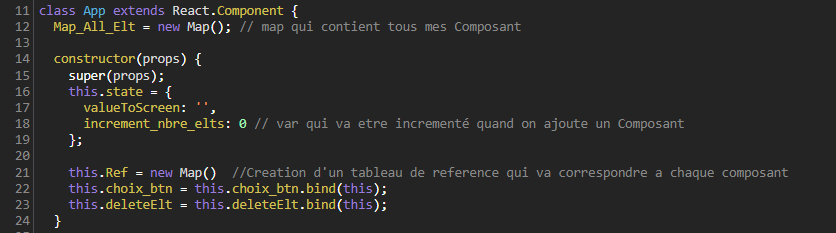 11 class App extends React.Component {
12 Map_All_Elt = new Map(); // map qui contient tous mes Composant
13
14 constructor(props) {
15 super(props);
16 this.state = {
17 valueToScreen: '',
18 increment_nbre_elts: 0 // var qui va etre incrementé quand on ajoute un Composant
19 };
20
21 this.Ref = new Map() //Creation d'un tableau de reference qui va correspondre a chaque composant
22 this.choix_btn = this.choix_btn.bind(this);
23 this.deleteElt = this.deleteElt.bind(this);
24 }